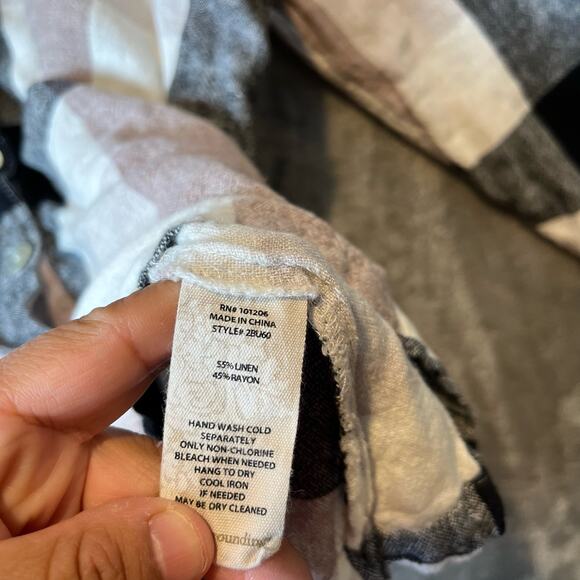 RN# 101206
MADE IN CHINA
STYLE# 2BU60
55% LINEN
45% RAYON
HAND WASH COLD
SEPARATELY
ONLY NON-CHLORINE
BLEACH WHEN NEEDED
HANG TO DRY
COOL IRON
IF NEEDED
MAY BE DRY CLEANED